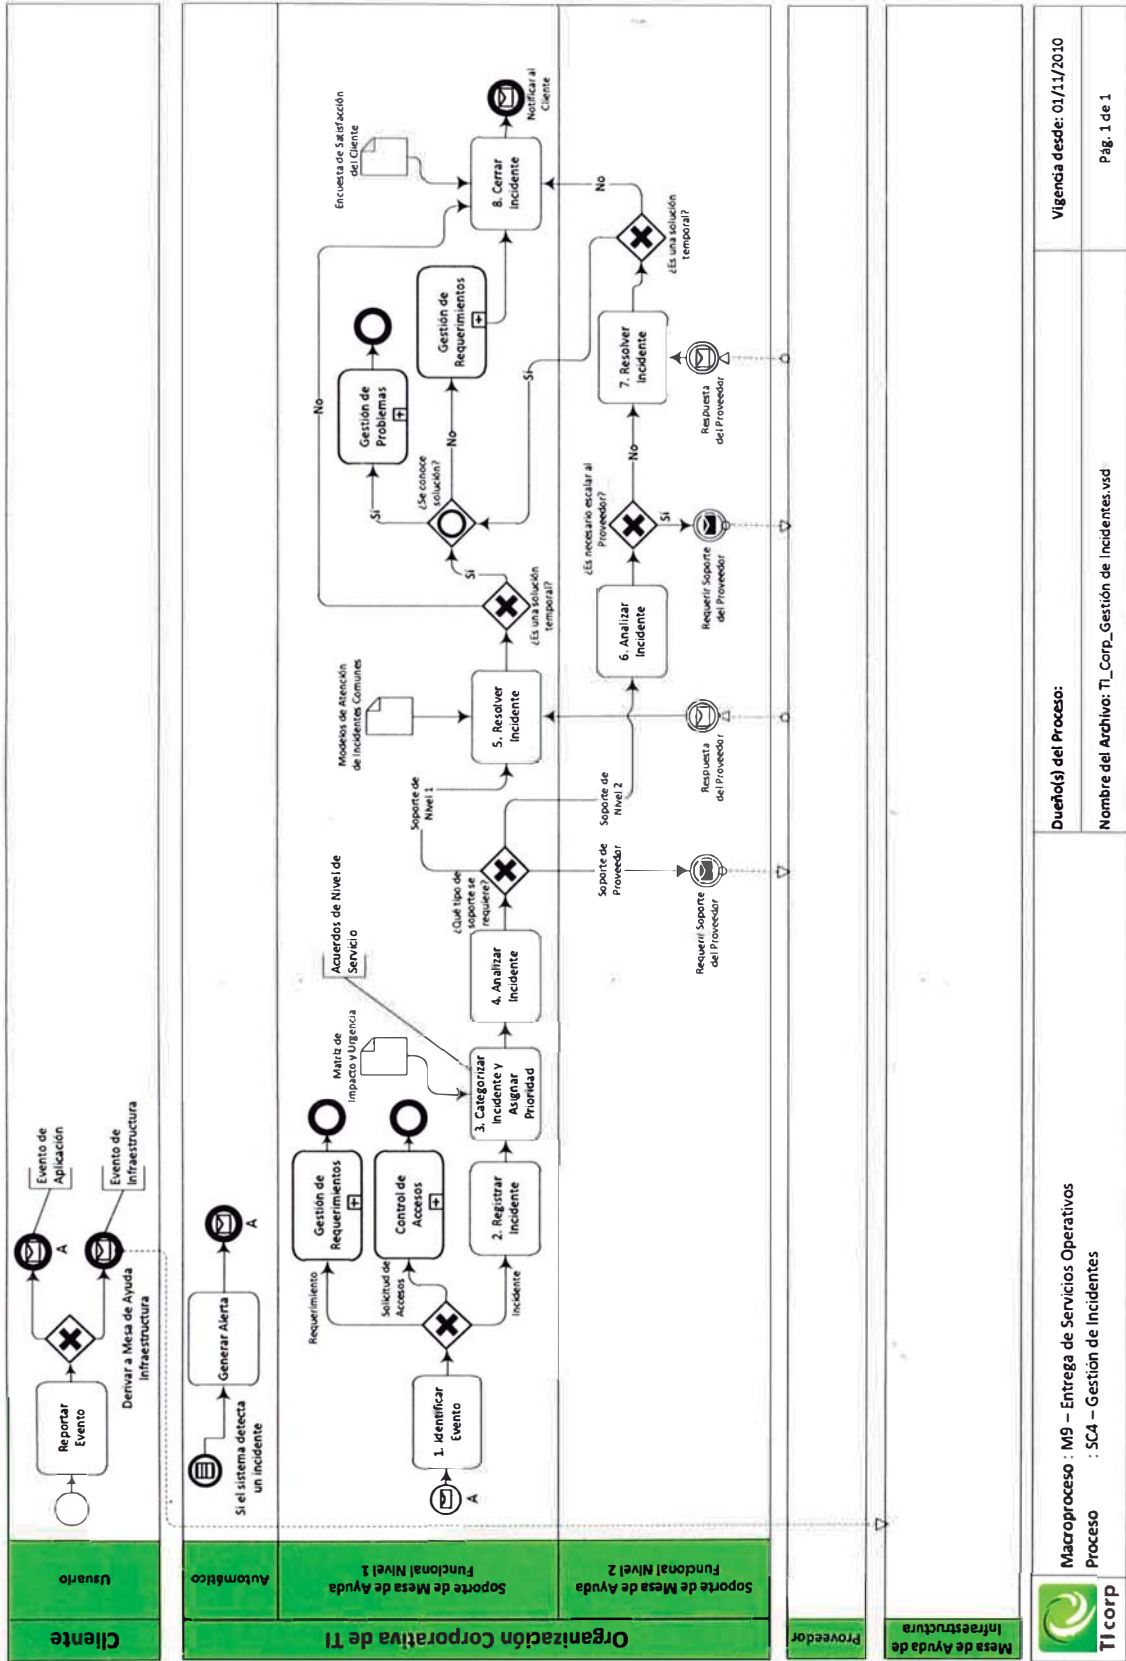 Cliente
Usuario
Reportar
Evento
Evento de
Aplicación
A
Evento de
Infraestructura
Derivar a Mesa de Ayuda
Infraestructura
Organización Corporativa de TI
Automático
Si el sistema detecta
un incidente
Generar Alerta
A
Soporte de Mesa de Ayuda
Funcional Nivel 1
A
1. Identificar
Evento
Requerimiento
Solicitud de
Accesos
Incidente
Gestión de
Requerimientos
Control de
Accesos
2. Registrar
Incidente
Matriz de
Impacto y Urgencia
Acuerdos de Nivel de
Servicio
3. Categorizar
Incidente y
Asignar
Prioridad
4. Analizar
Incidente
¿Qué tipo de
soporte se
requiere?
Soporte de
Nivel 1
Modelos de Atención
de Incidentes Comunes
5. Resolver
Incidente
¿Es una solución
temporal?
Sí
No
¿Se conoce
solución?
Sí
No
Gestión de
Problemas
Gestión de
Requerimientos
Sí
Encuesta de Satisfacción
del Cliente
8. Cerrar
Incidente
Notificar al
Cliente
Soporte de Mesa de Ayuda
Funcional Nivel 2
Soporte de
Proveedor
Soporte de
Nivel 2
Requerir Soporte
del Proveedor
Respuesta
del Proveedor
6. Analizar
Incidente
¿Es necesario escalar al
Proveedor?
Sí
No
Requerir Soporte
del Proveedor
7. Resolver
Incidente
Respuesta
del Proveedor
¿Es una solución
temporal?
No
Proveedor
Mesa de Ayuda de
Infraestructura
TIcorp
Macroproceso : M9 – Entrega de Servicios Operativos
Proceso : SC4 – Gestión de Incidentes
Dueño(s) del Proceso:
Nombre del Archivo: TI_Corp_Gestión de Incidentes.vsd
Vigencia desde: 01/11/2010
Pág. 1 de 1